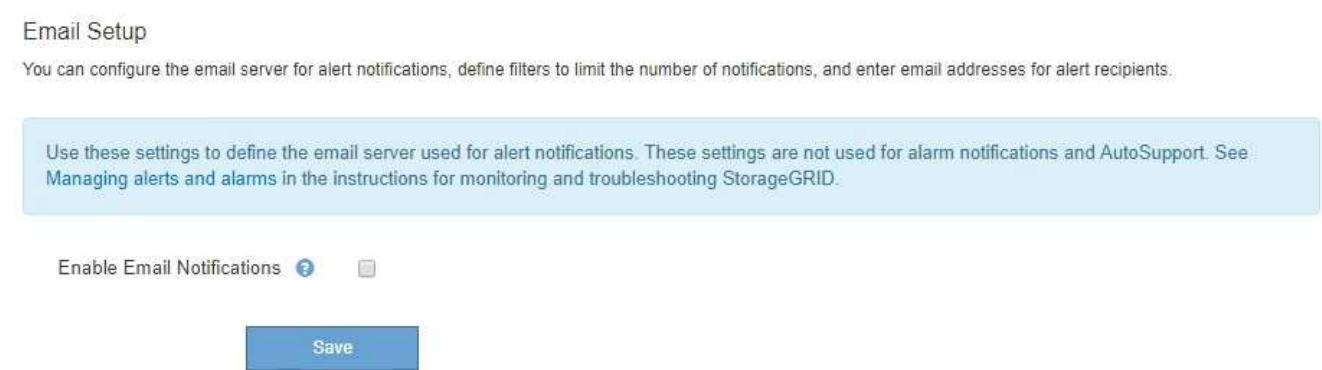 Email Setup
You can configure the email server for alert notifications, define filters to limit the number of notifications, and enter email addresses for alert recipients.
Use these settings to define the email server used for alert notifications. These settings are not used for alarm notifications and AutoSupport. See
Managing alerts and alarms in the instructions for monitoring and troubleshooting StorageGRID.
Enable Email Notifications ?
Save